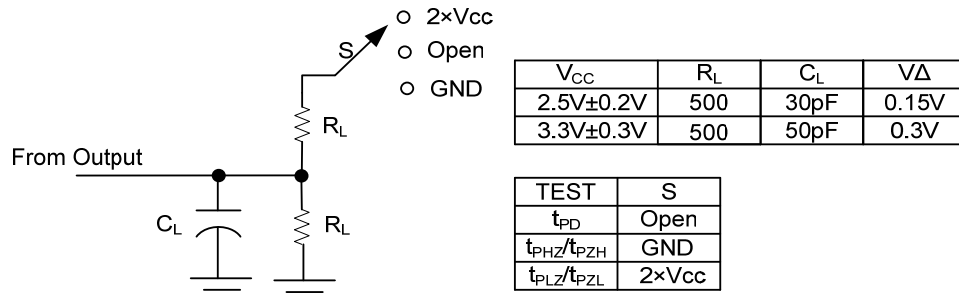 2×Vcc
S
Open
GND
R_L
From Output
C_L
R_L
V_CC R_L C_L VΔ
2.5V±0.2V 500 30pF 0.15V
3.3V±0.3V 500 50pF 0.3V
TEST S
t_PD Open
t_PHZ/t_PZH GND
t_PLZ/t_PZL 2×Vcc